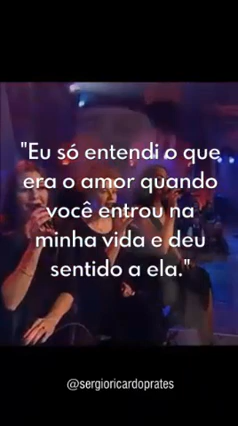 "Eu só entendi o que
era o amor quando
você entrou na
minha vida e deu
sentido a ela."
@sergioricardoprates